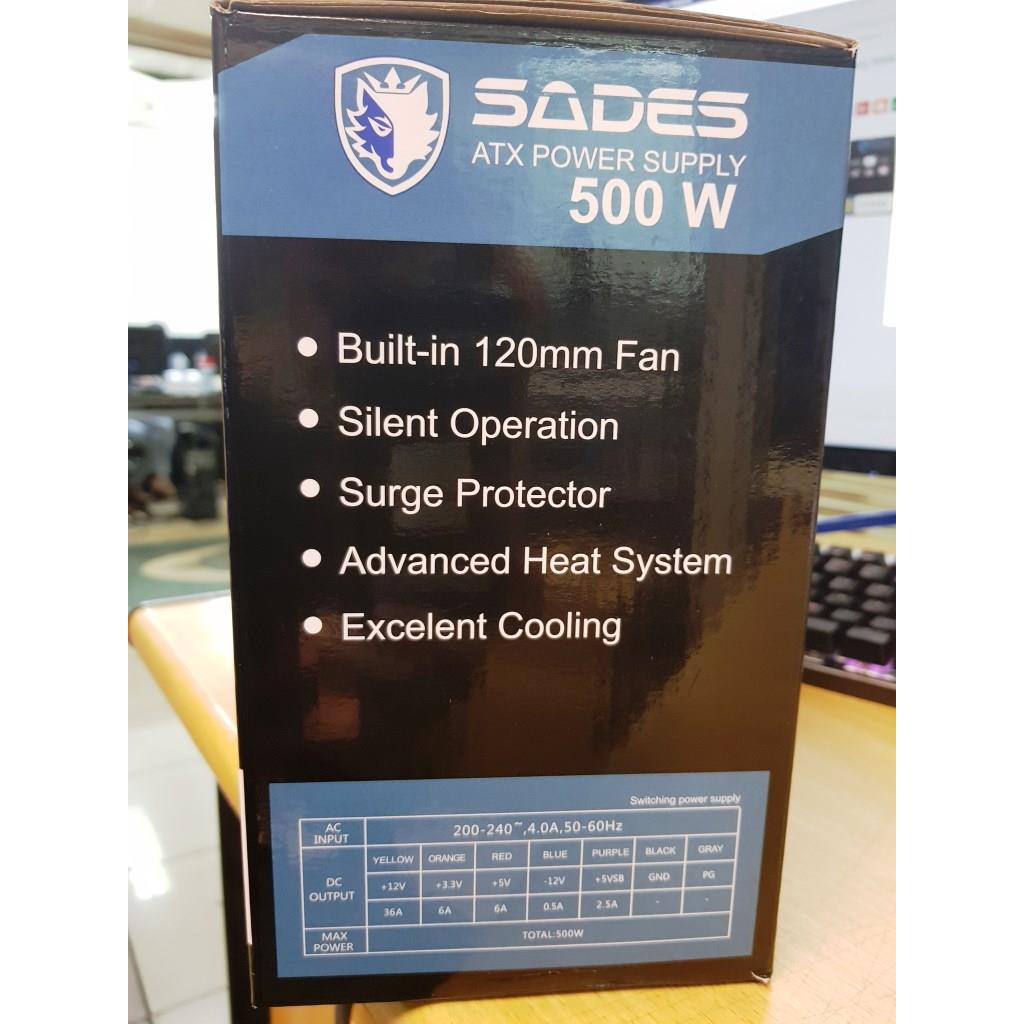 SADES
ATX POWER SUPPLY
500 W
Built-in 120mm Fan
Silent Operation
Surge Protector
Advanced Heat System
Excelent Cooling
Switching power supply
AC INPUT 200-240~,4.0A,50-60Hz
DC OUTPUT YELLOW ORANGE RED BLUE PURPLE BLACK GRAY
+12V +3.3V +5V -12V +5VSB GND PG
36A 6A 6A 0.5A 2.5A - -
MAX POWER TOTAL:500W